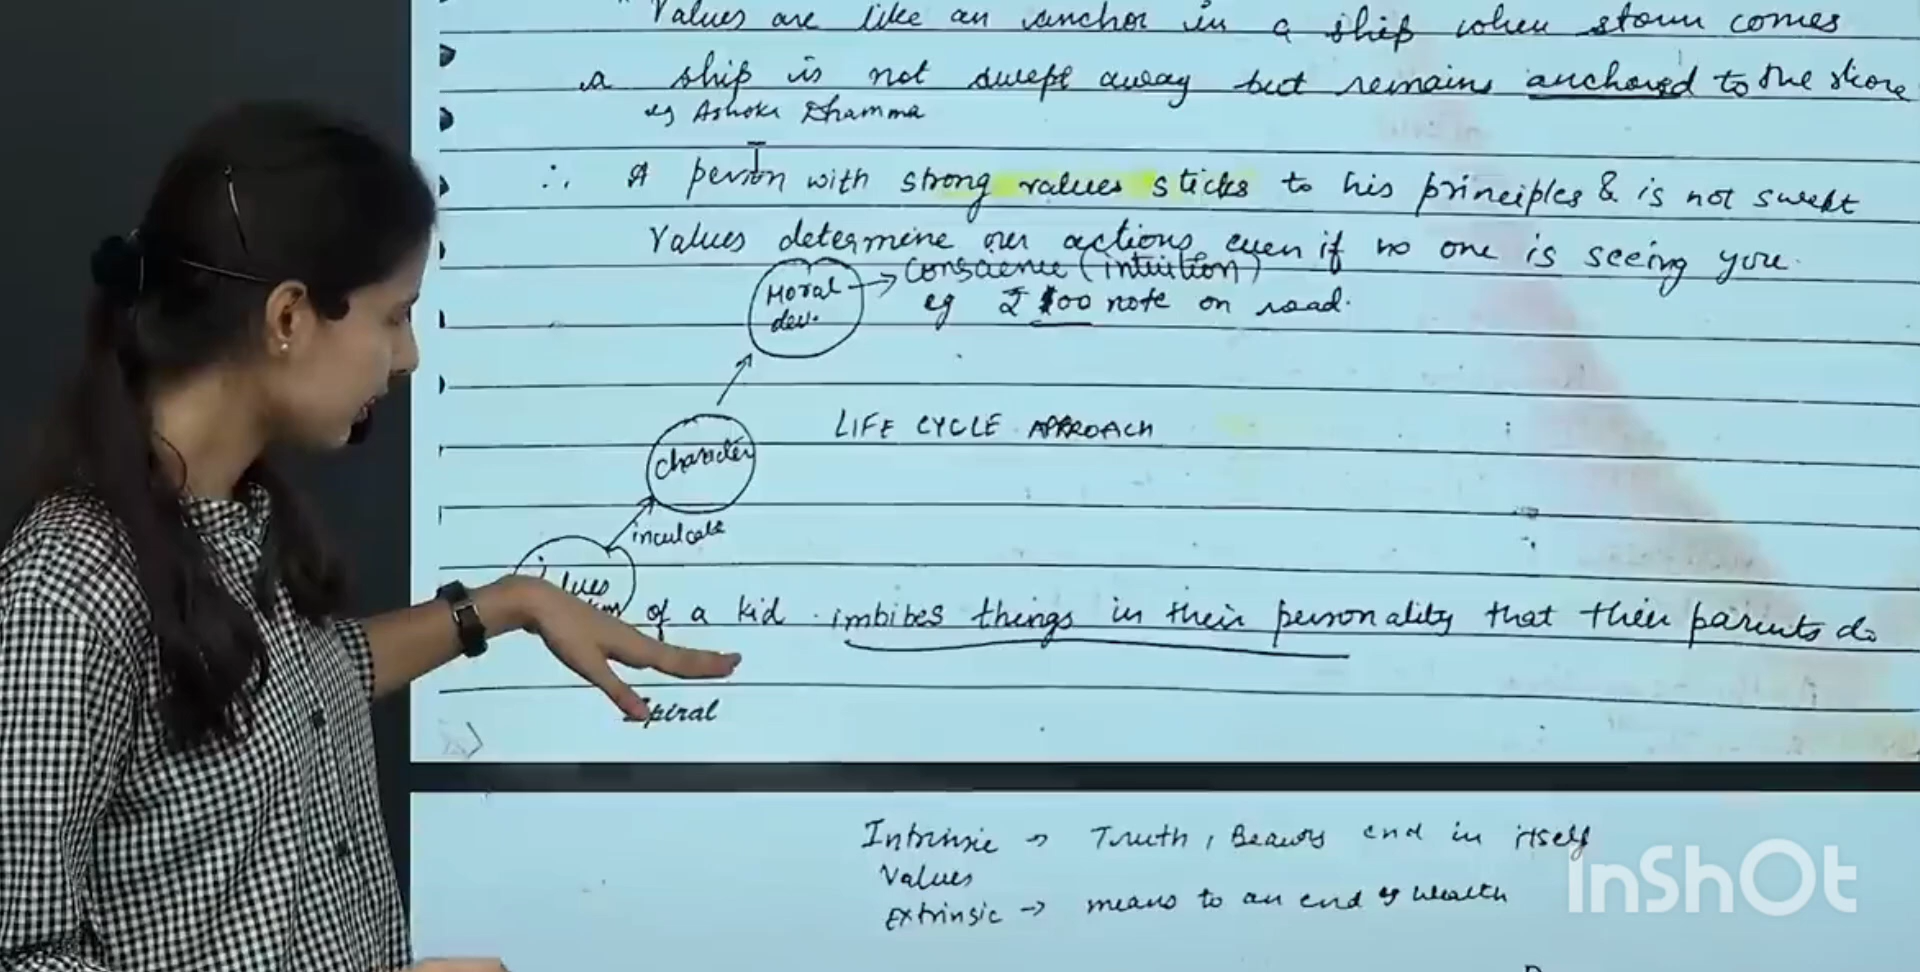 "Values are like an anchor in a ship when storm comes
a ship is not swept away but remains anchored to the shore
eg Ashoka Dhamma
∴ A person with strong values sticks to his principles & is not swept
Values determine our actions even if no one is seeing you.
Moral dev. → Conscience (intuition)
eg ₹ 100 note on road.
LIFE CYCLE APPROACH
character
inculcate
of a kid imbibes things in their personality that their parents do
Spiral
Intrinsic → Truth, Beauty end in itself
Values
Extrinsic → means to an end eg wealth
InShOt